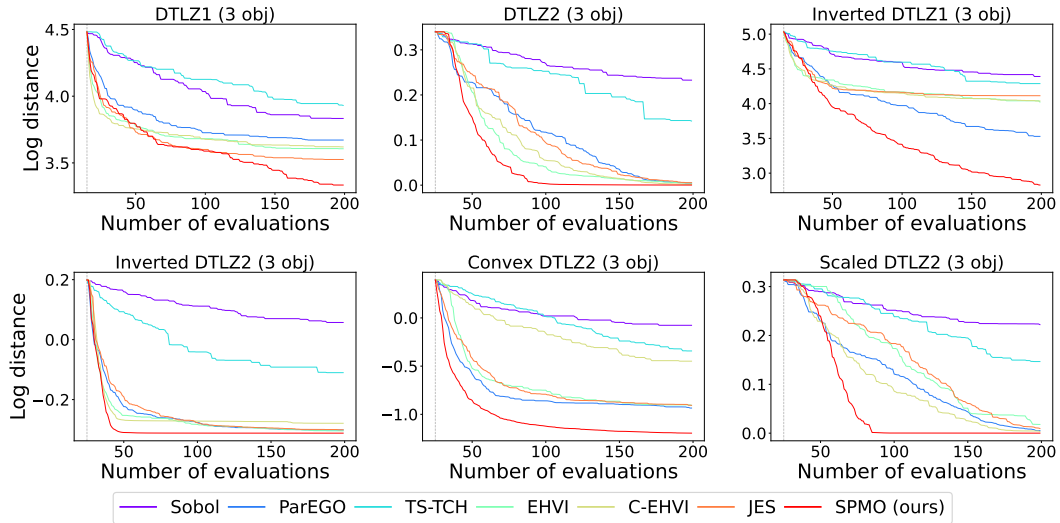 DTLZ1 (3 obj)
DTLZ2 (3 obj)
Inverted DTLZ1 (3 obj)
Log distance
4.5
4.0
3.5
0.3
0.2
0.1
0.0
5.0
4.5
4.0
3.5
3.0
50 100 150 200
50 100 150 200
50 100 150 200
Number of evaluations
Number of evaluations
Number of evaluations
Inverted DTLZ2 (3 obj)
Convex DTLZ2 (3 obj)
Scaled DTLZ2 (3 obj)
Log distance
0.2
0.0
−0.2
0.0
−0.5
−1.0
0.3
0.2
0.1
0.0
50 100 150 200
50 100 150 200
50 100 150 200
Number of evaluations
Number of evaluations
Number of evaluations
Sobol ParEGO TS-TCH EHVI C-EHVI JES SPMO (ours)